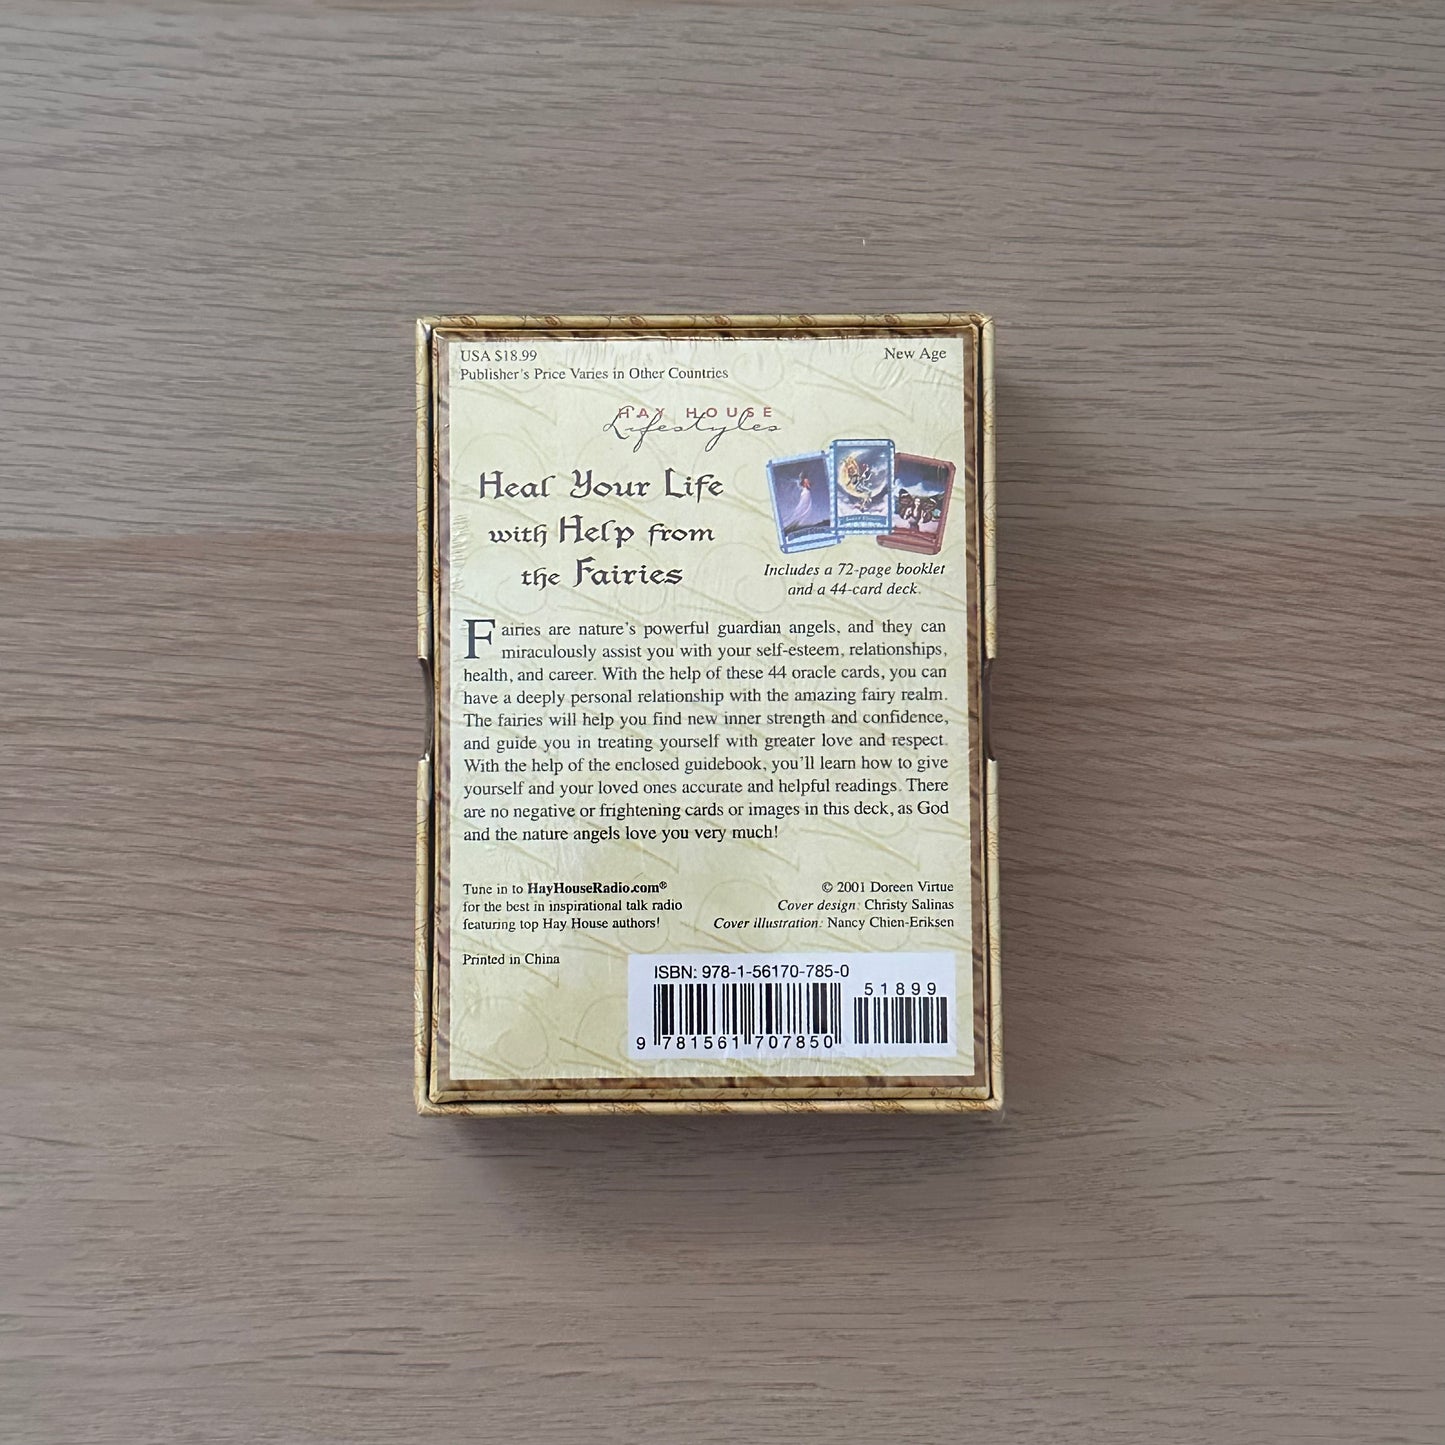 USA $18.99
Publisher's Price Varies in Other Countries
New Age
HAY HOUSE
Lifestyles
Heal Your Life
with Help from
the Fairies
Includes a 72-page booklet
and a 44-card deck.
Fairies are nature's powerful guardian angels, and they can
miraculously assist you with your self-esteem, relationships,
health, and career. With the help of these 44 oracle cards, you can
have a deeply personal relationship with the amazing fairy realm.
The fairies will help you find new inner strength and confidence,
and guide you in treating yourself with greater love and respect.
With the help of the enclosed guidebook, you'll learn how to give
yourself and your loved ones accurate and helpful readings. There
are no negative or frightening cards or images in this deck, as God
and the nature angels love you very much!
Tune in to HayHouseRadio.com®
for the best in inspirational talk radio
featuring top Hay House authors!
© 2001 Doreen Virtue
Cover design: Christy Salinas
Cover illustration: Nancy Chien-Eriksen
Printed in China
ISBN: 978-1-56170-785-0
51899
9 781561 707850